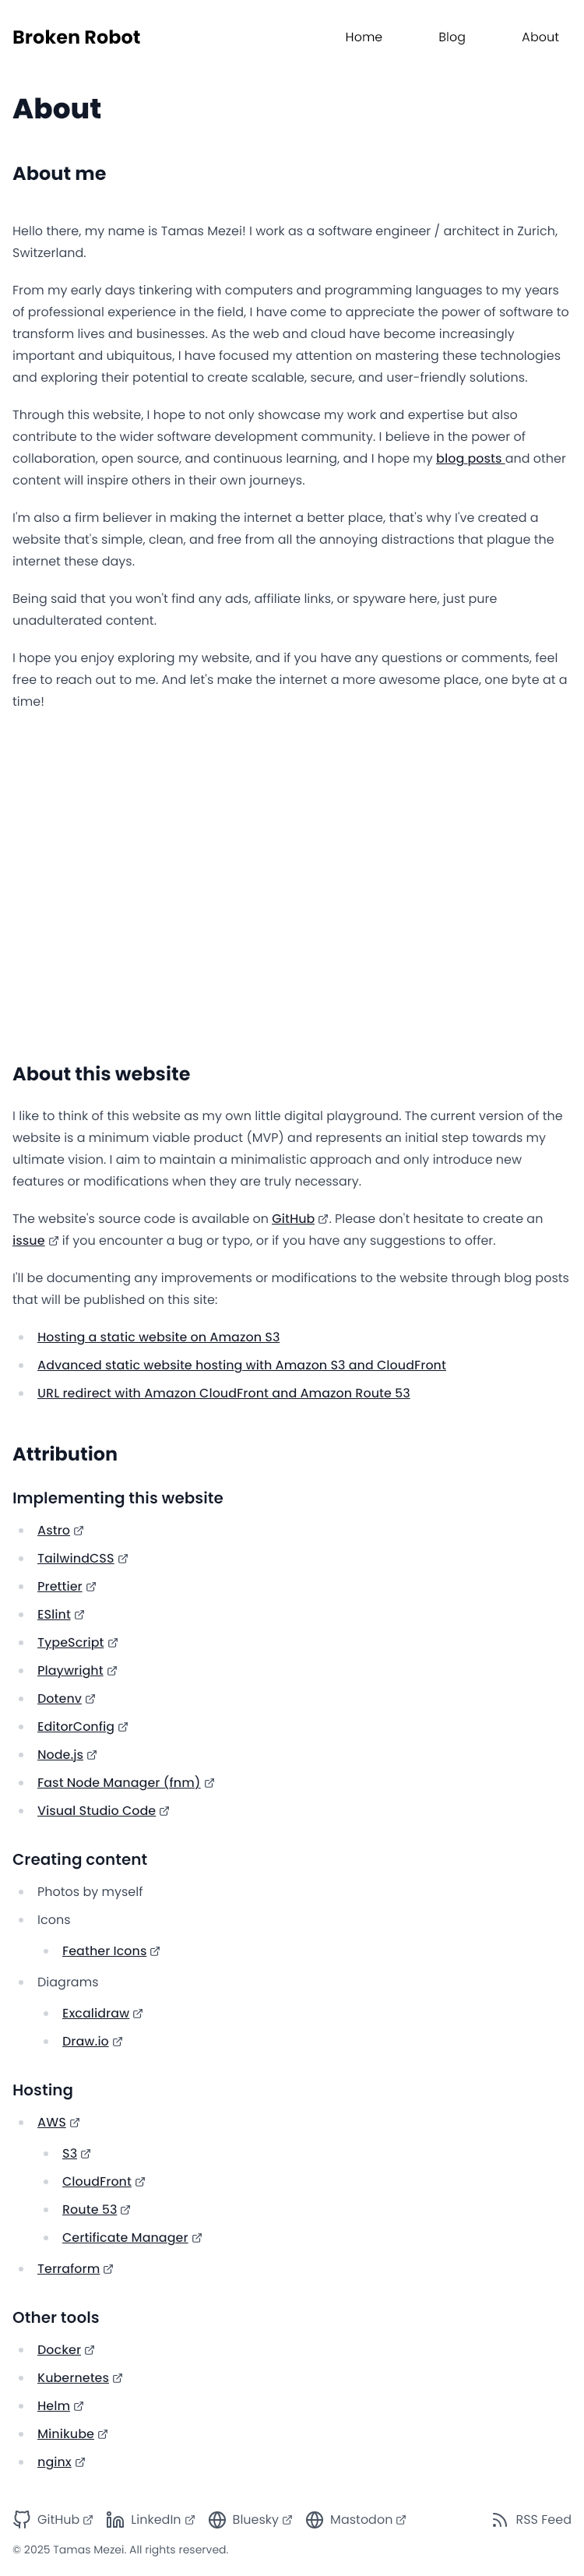 Broken Robot
Home
Blog
About
About
About me
Hello there, my name is Tamas Mezei! I work as a software engineer / architect in Zurich,
Switzerland.
From my early days tinkering with computers and programming languages to my years
of professional experience in the field, I have come to appreciate the power of software to
transform lives and businesses. As the web and cloud have become increasingly
important and ubiquitous, I have focused my attention on mastering these technologies
and exploring their potential to create scalable, secure, and user-friendly solutions.
Through this website, I hope to not only showcase my work and expertise but also
contribute to the wider software development community. I believe in the power of
collaboration, open source, and continuous learning, and I hope my blog posts and other
content will inspire others in their own journeys.
I'm also a firm believer in making the internet a better place, that's why I've created a
website that's simple, clean, and free from all the annoying distractions that plague the
internet these days.
Being said that you won't find any ads, affiliate links, or spyware here, just pure
unadulterated content.
I hope you enjoy exploring my website, and if you have any questions or comments, feel
free to reach out to me. And let's make the internet a more awesome place, one byte at a
time!
About this website
I like to think of this website as my own little digital playground. The current version of the
website is a minimum viable product (MVP) and represents an initial step towards my
ultimate vision. I aim to maintain a minimalistic approach and only introduce new
features or modifications when they are truly necessary.
The website's source code is available on GitHub. Please don't hesitate to create an
issue if you encounter a bug or typo, or if you have any suggestions to offer.
I'll be documenting any improvements or modifications to the website through blog posts
that will be published on this site:
Hosting a static website on Amazon S3
Advanced static website hosting with Amazon S3 and CloudFront
URL redirect with Amazon CloudFront and Amazon Route 53
Attribution
Implementing this website
Astro
TailwindCSS
Prettier
ESlint
TypeScript
Playwright
Dotenv
EditorConfig
Node.js
Fast Node Manager (fnm)
Visual Studio Code
Creating content
Photos by myself
Icons
Feather Icons
Diagrams
Excalidraw
Draw.io
Hosting
AWS
S3
CloudFront
Route 53
Certificate Manager
Terraform
Other tools
Docker
Kubernetes
Helm
Minikube
nginx
GitHub
LinkedIn
Bluesky
Mastodon
RSS Feed
© 2025 Tamas Mezei. All rights reserved.